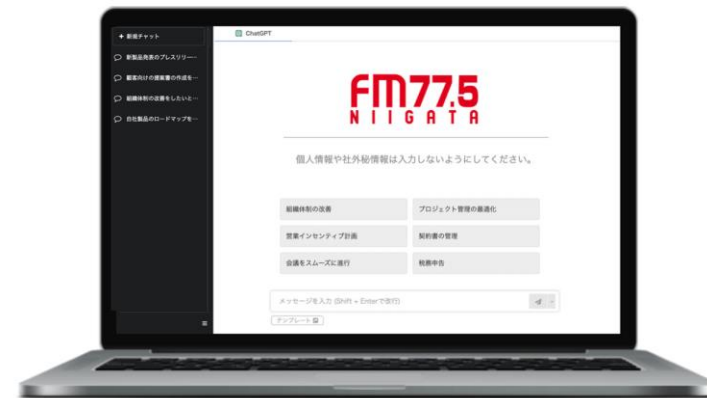 + 新規チャット
新製品発表のプレスリリー…
顧客向けの提案書の作成を…
組織体制の改善をしたいと…
自社製品のロードマップを…
ChatGPT
FM77.5
NIIGATA
個人情報や社外秘情報は入力しないようにしてください。
組織体制の改善
プロジェクト管理の最適化
営業インセンティブ計画
契約書の管理
会議をスムーズに進行
税務申告
メッセージを入力 (Shift + Enterで改行)
テンプレート